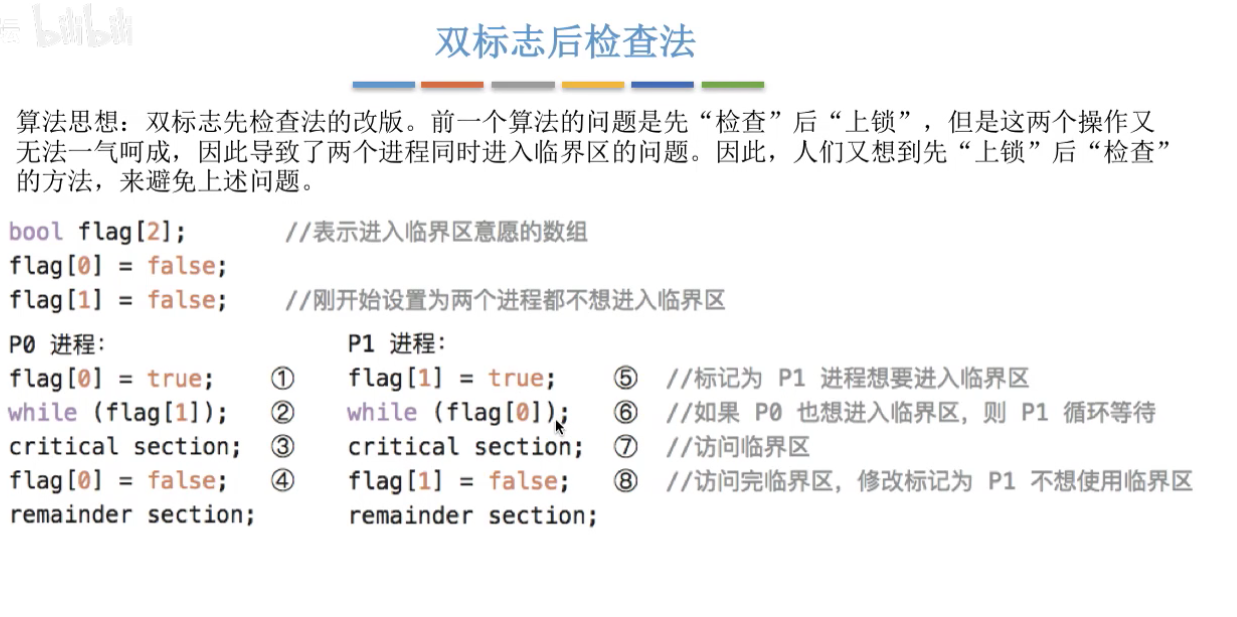 bilibili
双标志后检查法
算法思想：双标志先检查法的改版。前一个算法的问题是先“检查”后“上锁”，但是这两个操作又
无法一气呵成，因此导致了两个进程同时进入临界区的问题。因此，人们又想到先“上锁”后“检查”
的方法，来避免上述问题。
bool flag[2]; //表示进入临界区意愿的数组
flag[0] = false;
flag[1] = false; //刚开始设置为两个进程都不想进入临界区
P0 进程： P1 进程：
flag[0] = true; ① flag[1] = true; ⑤ //标记为 P1 进程想要进入临界区
while (flag[1]); ② while (flag[0]); ⑥ //如果 P0 也想进入临界区，则 P1 循环等待
critical section; ③ critical section; ⑦ //访问临界区
flag[0] = false; ④ flag[1] = false; ⑧ //访问完临界区，修改标记为 P1 不想使用临界区
remainder section; remainder section;